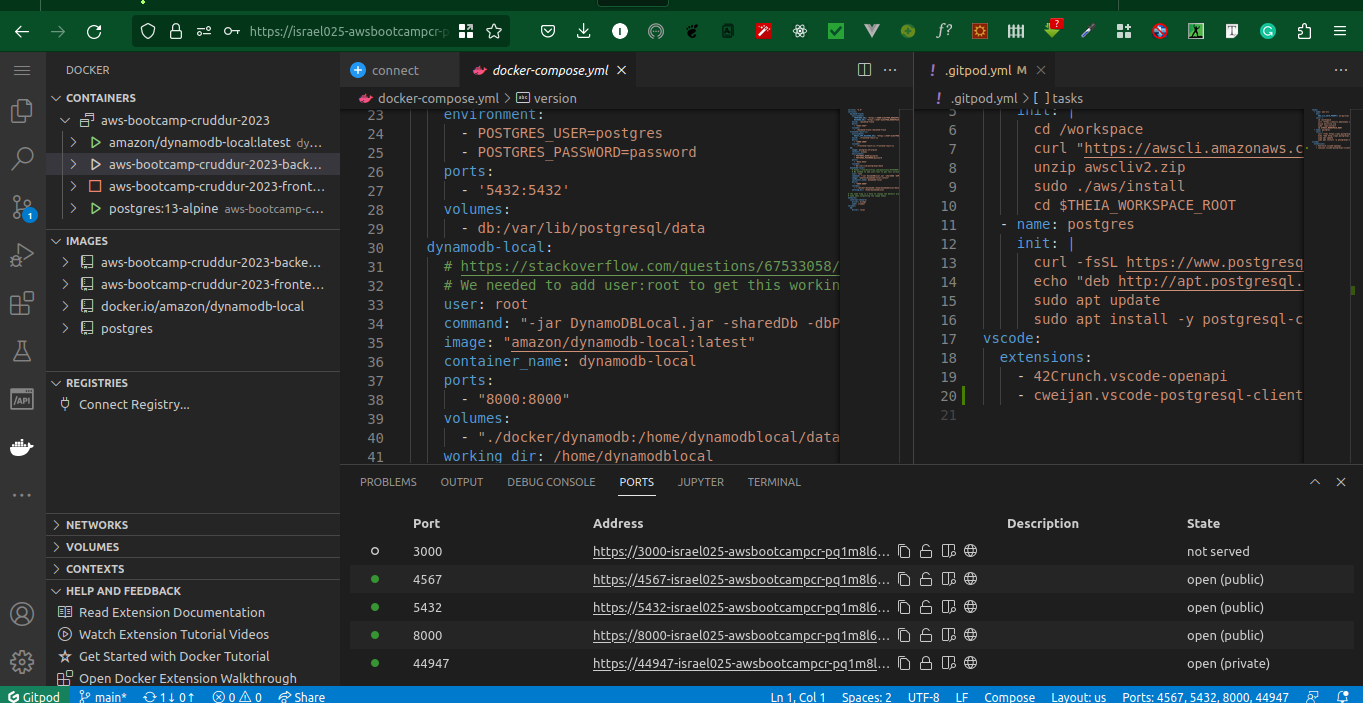 https://israel025-awsbootcampcr-p
DOCKER
CONTAINERS
aws-bootcamp-cruddur-2023
amazon/dynamodb-local:latest dy...
aws-bootcamp-cruddur-2023-back...
aws-bootcamp-cruddur-2023-front...
postgres:13-alpine aws-bootcamp-c...
IMAGES
aws-bootcamp-cruddur-2023-backe...
aws-bootcamp-cruddur-2023-fronte...
docker.io/amazon/dynamodb-local
postgres
REGISTRIES
Connect Registry...
NETWORKS
VOLUMES
CONTEXTS
HELP AND FEEDBACK
Read Extension Documentation
Watch Extension Tutorial Videos
Get Started with Docker Tutorial
Open Docker Extension Walkthrough
connect
docker-compose.yml
docker-compose.yml > version
23 environment:
24 - POSTGRES_USER=postgres
25 - POSTGRES_PASSWORD=password
26 ports:
27 - '5432:5432'
28 volumes:
29 - db:/var/lib/postgresql/data
30 dynamodb-local:
31 # https://stackoverflow.com/questions/67533058/
32 # We needed to add user:root to get this workin
33 user: root
34 command: "-jar DynamoDBLocal.jar -sharedDb -dbP
35 image: "amazon/dynamodb-local:latest"
36 container_name: dynamodb-local
37 ports:
38 - "8000:8000"
39 volumes:
40 - "./docker/dynamodb:/home/dynamodblocal/data
41 working_dir: /home/dynamodblocal
.gitpod.yml M
.gitpod.yml > [ ] tasks
5 init: |
6 cd /workspace
7 curl "https://awscli.amazonaws.c
8 unzip awscliv2.zip
9 sudo ./aws/install
10 cd $THEIA_WORKSPACE_ROOT
11 - name: postgres
12 init: |
13 curl -fsSL https://www.postgresq
14 echo "deb http://apt.postgresql.
15 sudo apt update
16 sudo apt install -y postgresql-c
17 vscode:
18 extensions:
19 - 42Crunch.vscode-openapi
20 - cweijan.vscode-postgresql-client
21
PROBLEMS OUTPUT DEBUG CONSOLE PORTS JUPYTER TERMINAL
Port Address Description State
3000 https://3000-israel025-awsbootcampcr-pq1m8l6... not served
4567 https://4567-israel025-awsbootcampcr-pq1m8l6... open (public)
5432 https://5432-israel025-awsbootcampcr-pq1m8l6... open (public)
8000 https://8000-israel025-awsbootcampcr-pq1m8l6... open (public)
44947 https://44947-israel025-awsbootcampcr-pq1m8l... open (private)
Gitpod main* 1↓ 0↑ 0 0 Share Ln 1, Col 1 Spaces: 2 UTF-8 LF Compose Layout: us Ports: 4567, 5432, 8000, 44947